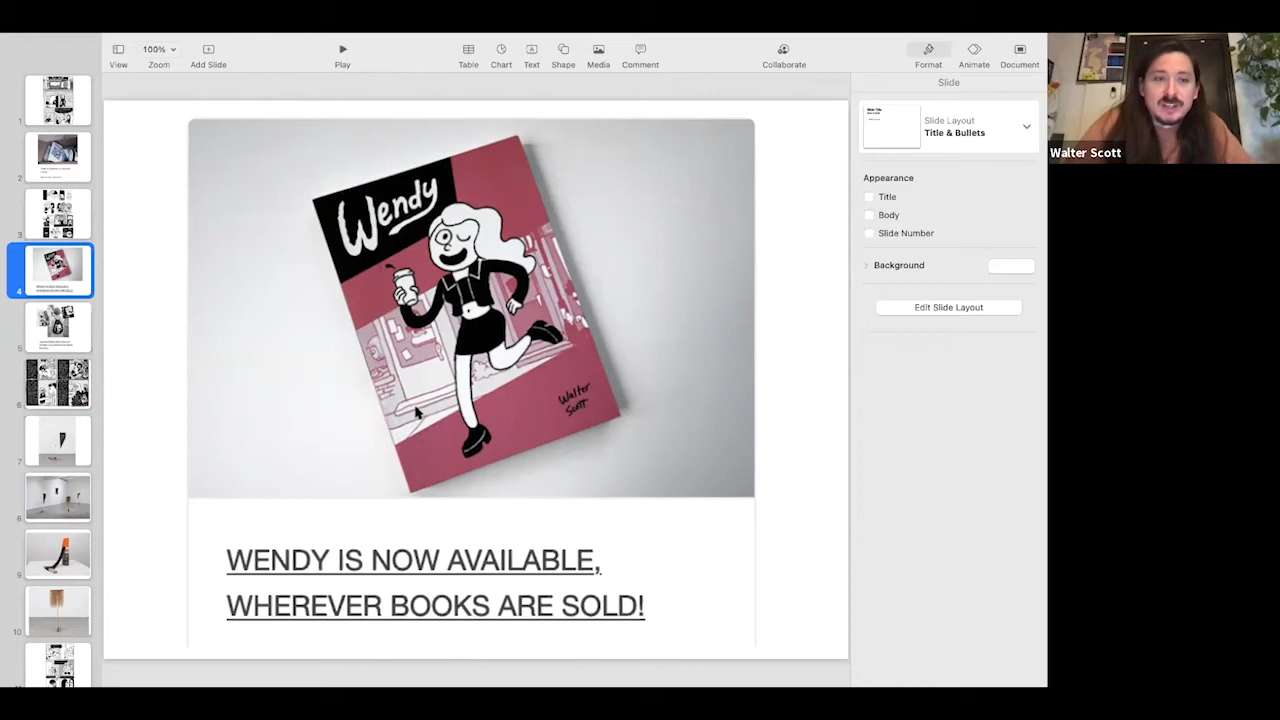 100%
View
Zoom
Add Slide
Play
Table
Chart
Text
Shape
Media
Comment
Collaborate
Format
Animate
Document
Slide
Slide Layout
Title & Bullets
Appearance
Title
Body
Slide Number
Background
Edit Slide Layout
Walter Scott
1
2
3
4
5
6
7
8
9
10
Wendy
Walter
Scott
WENDY IS NOW AVAILABLE,
WHEREVER BOOKS ARE SOLD!